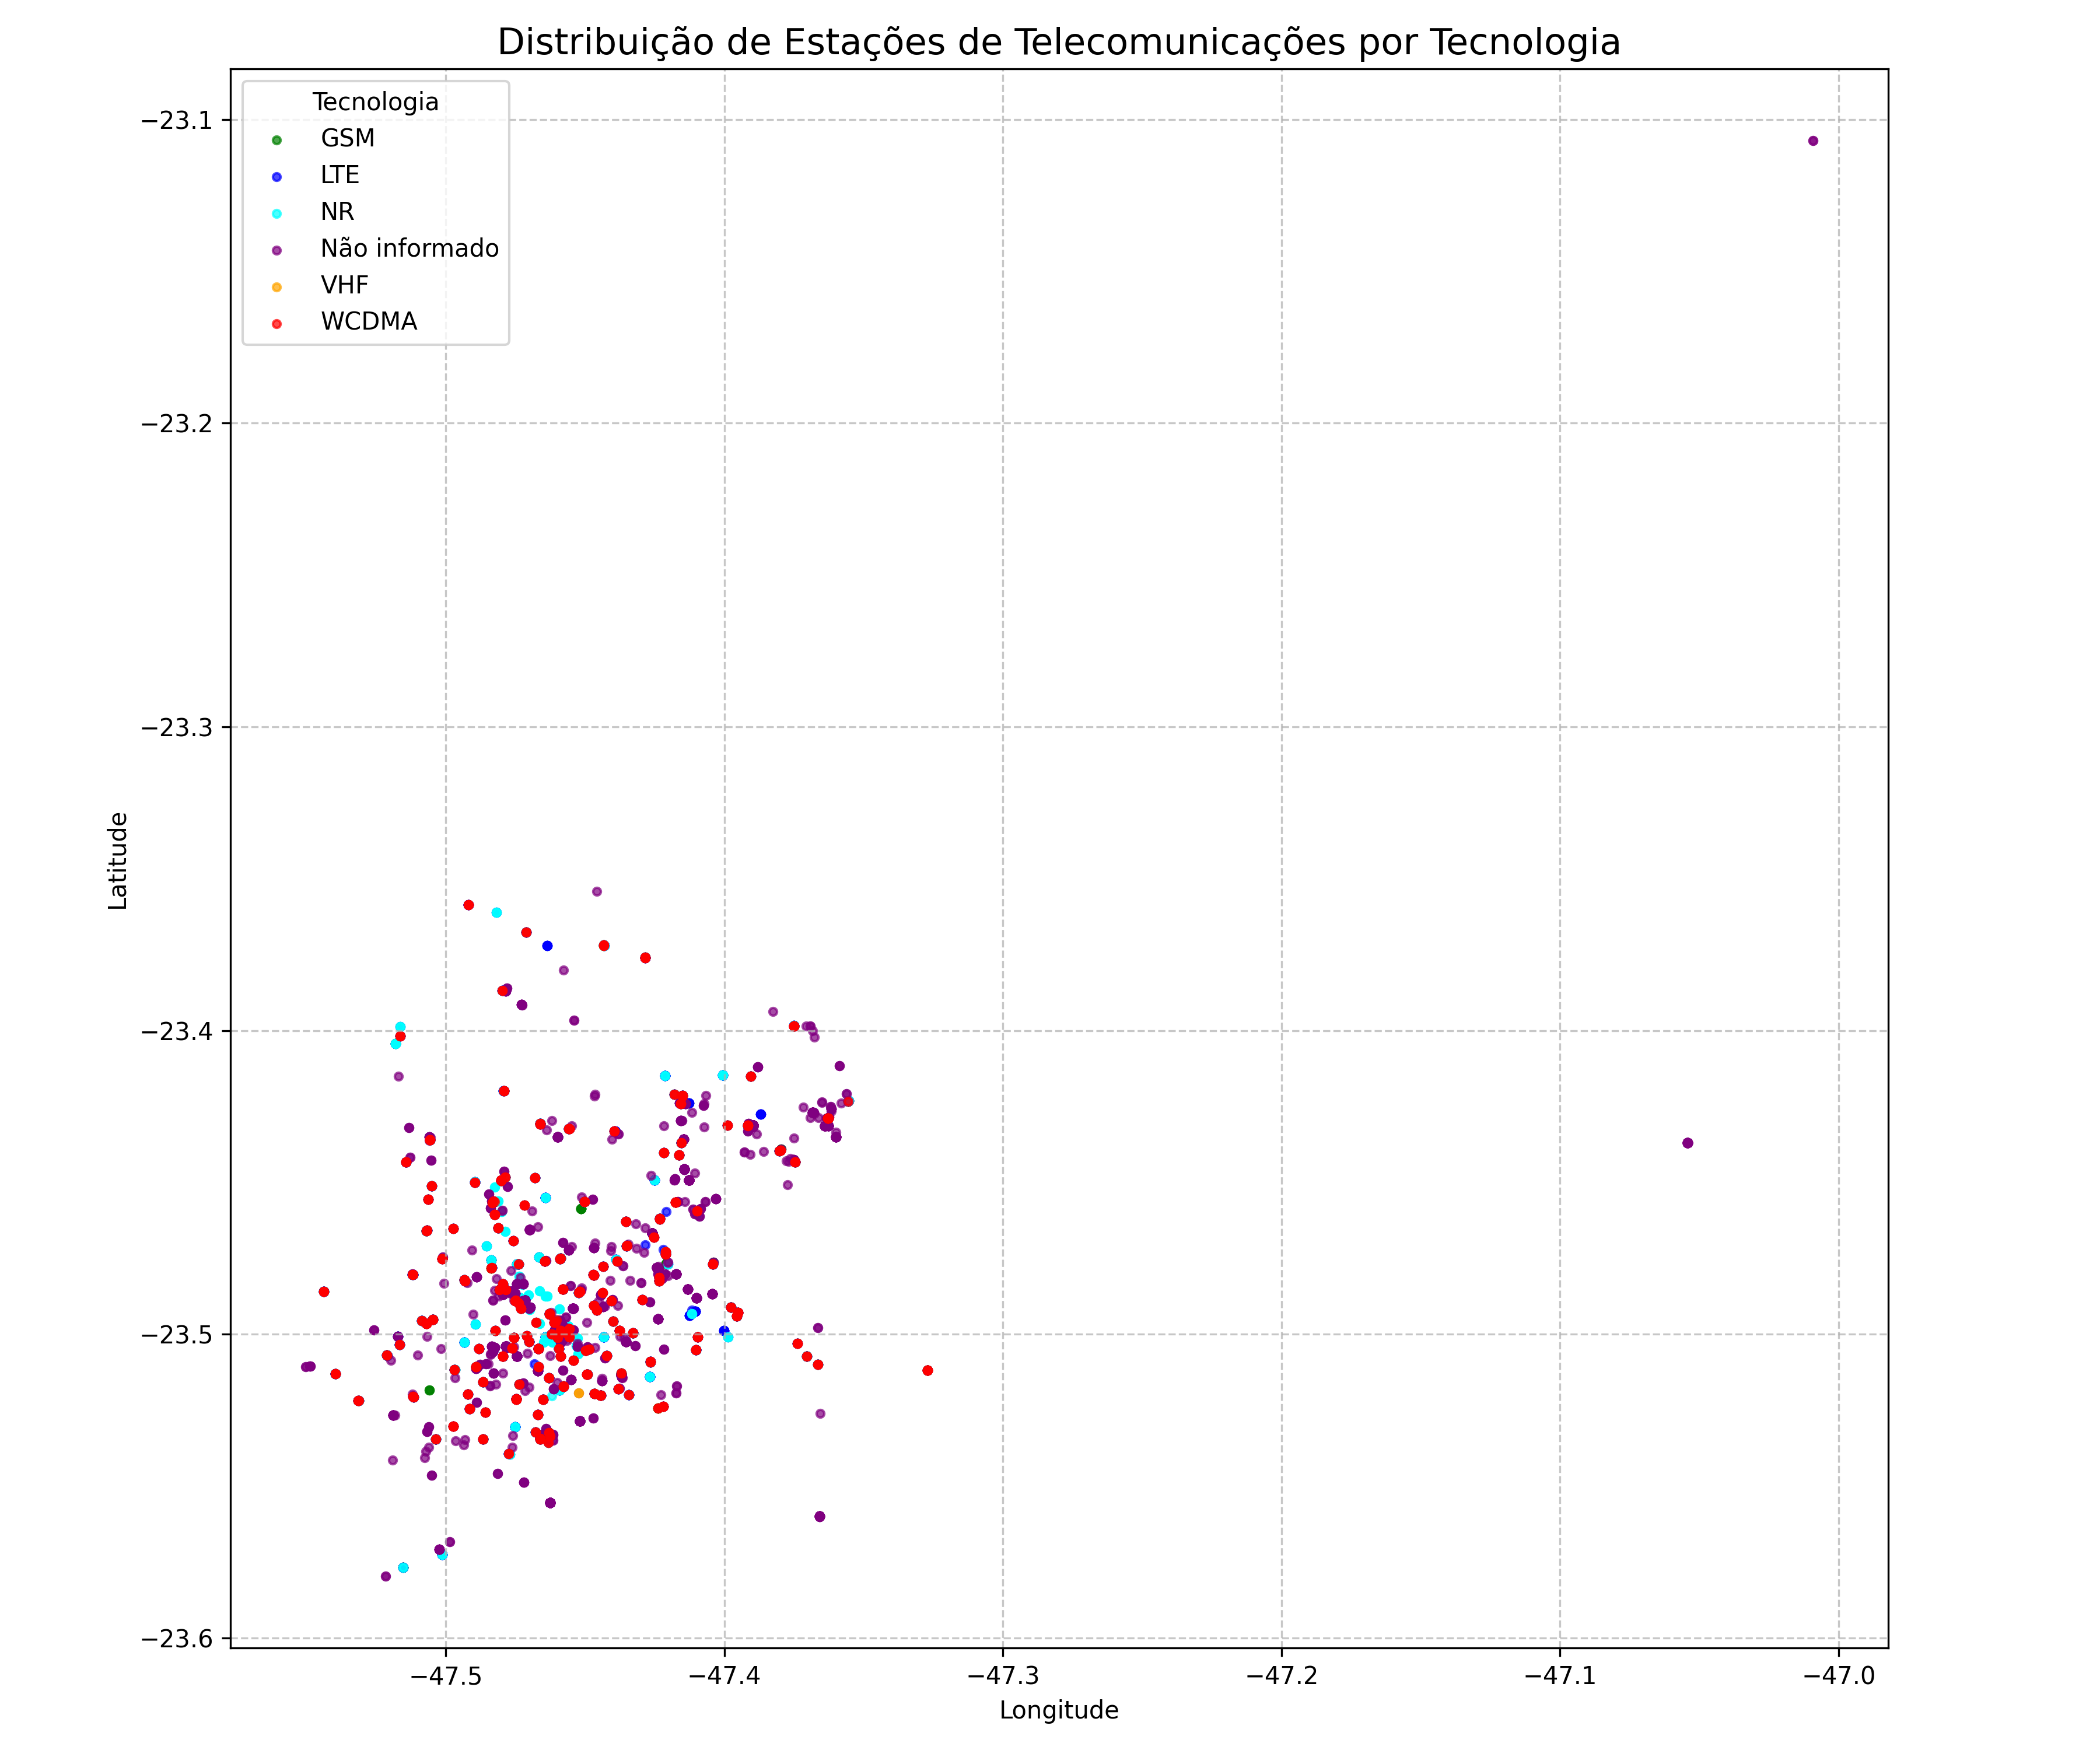 Distribuição de Estações de Telecomunicações por Tecnologia
Tecnologia
GSM
LTE
NR
Não informado
VHF
WCDMA
−23.1
−23.2
−23.3
−23.4
−23.5
−23.6
Latitude
−47.5
−47.4
−47.3
−47.2
−47.1
−47.0
Longitude